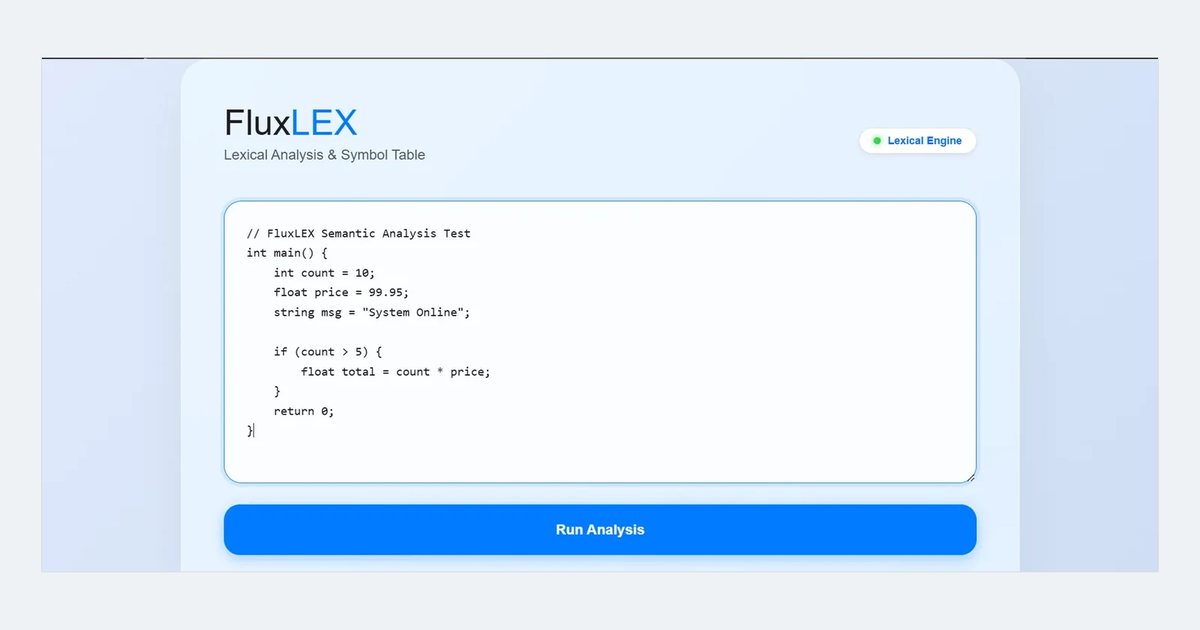 FluxLEX
Lexical Analysis & Symbol Table
Lexical Engine
// FluxLEX Semantic Analysis Test
int main() {
    int count = 10;
    float price = 99.95;
    string msg = "System Online";

    if (count > 5) {
        float total = count * price;
    }
    return 0;
}
Run Analysis